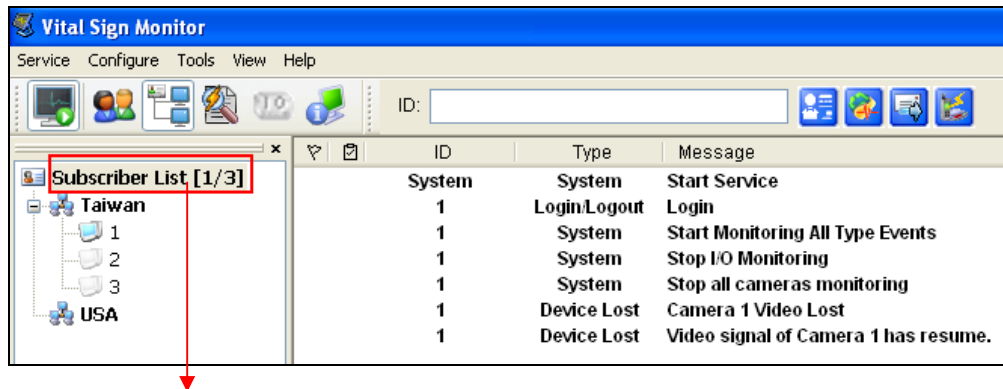 Vital Sign Monitor
Service Configure Tools View Help
ID:
ID Type Message
Subscriber List [1/3]
Taiwan
1
2
3
USA
System System Start Service
1 Login/Logout Login
1 System Start Monitoring All Type Events
1 System Stop I/O Monitoring
1 System Stop all cameras monitoring
1 Device Lost Camera 1 Video Lost
1 Device Lost Video signal of Camera 1 has resume.